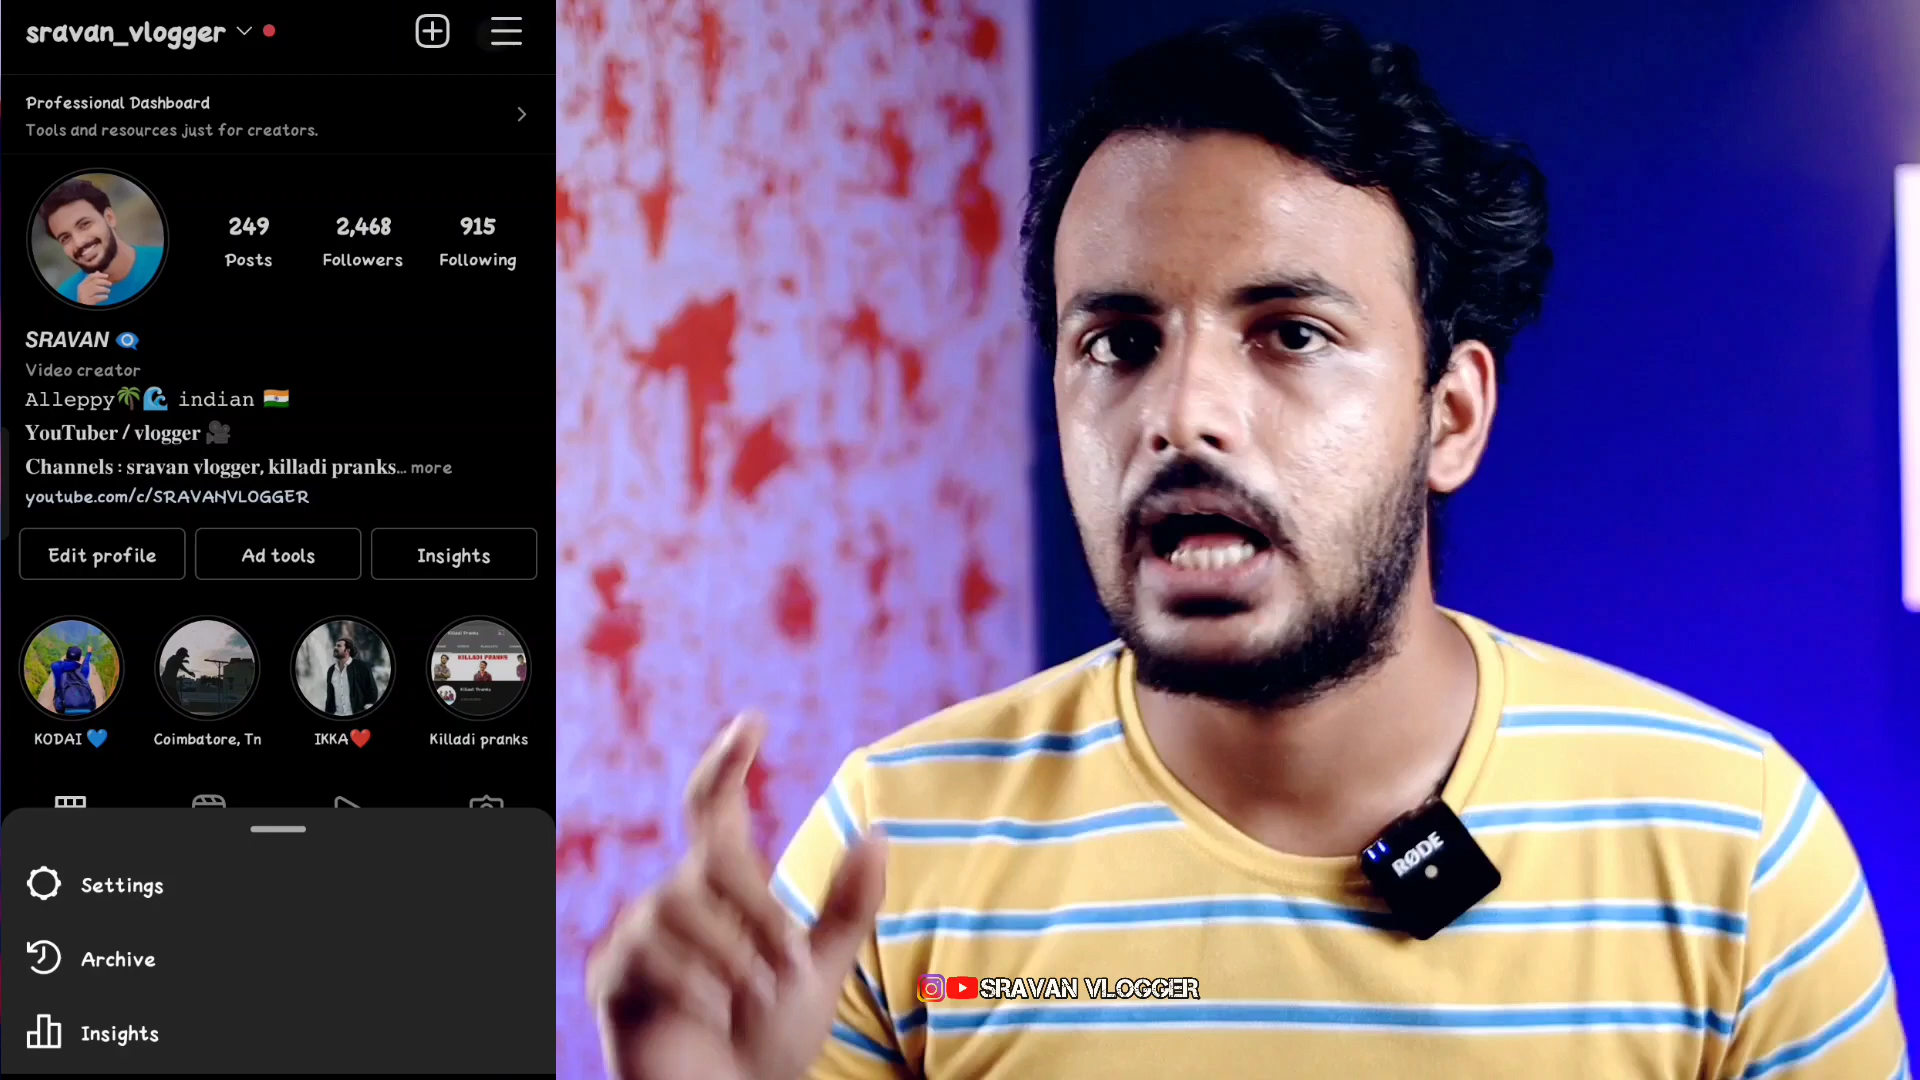 sravan_vlogger
Professional Dashboard
Tools and resources just for creators.
249
Posts
2,468
Followers
915
Following
SRAVAN
Video creator
Alleppy🌴🌊 indian 🇮🇳
YouTuber / vlogger 🎥
Channels : sravan vlogger, killadi pranks... more
youtube.com/c/SRAVANVLOGGER
Edit profile
Ad tools
Insights
KILLADI PRANKS
KODAI 💙
Coimbatore, Tn
IKKA❤️
Killadi pranks
Settings
Archive
Insights
RØDE
SRAVAN VLOGGER